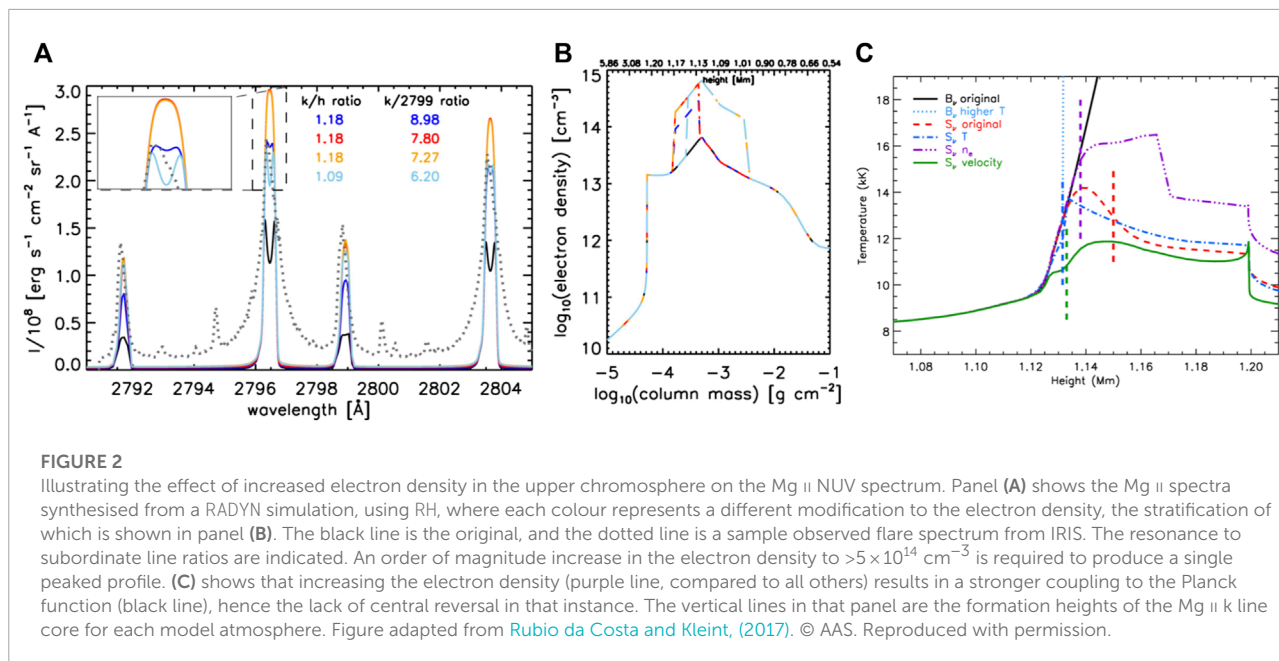 A
I/10⁸ [erg s⁻¹ cm⁻² sr⁻¹ A⁻¹]
3.0
2.5
2.0
1.5
1.0
0.5
0.0
k/h ratio k/2799 ratio
1.18 8.98
1.18 7.80
1.18 7.27
1.09 6.20
2792 2794 2796 2798 2800 2802 2804
wavelength [Å]
B
5.86 3.08 1.20 1.17 1.13 1.09 1.01 0.90 0.78 0.66 0.54
height [Mm]
log₁₀(electron density) [cm⁻³]
15
14
13
12
11
10
-5 -4 -3 -2 -1
log₁₀(column mass) [g cm⁻²]
C
Temperature (kK)
18
16
14
12
10
8
Bᵥ original
Bᵥ higher T
Sᵥ original
Sᵥ T
Sᵥ nₑ
Sᵥ velocity
1.08 1.10 1.12 1.14 1.16 1.18 1.20
Height (Mm)
FIGURE 2
Illustrating the effect of increased electron density in the upper chromosphere on the Mg II NUV spectrum. Panel (A) shows the Mg II spectra
synthesised from a RADYN simulation, using RH, where each colour represents a different modification to the electron density, the stratification of
which is shown in panel (B). The black line is the original, and the dotted line is a sample observed flare spectrum from IRIS. The resonance to
subordinate line ratios are indicated. An order of magnitude increase in the electron density to >5 × 10¹⁴ cm⁻³ is required to produce a single
peaked profile. (C) shows that increasing the electron density (purple line, compared to all others) results in a stronger coupling to the Planck
function (black line), hence the lack of central reversal in that instance. The vertical lines in that panel are the formation heights of the Mg II k line
core for each model atmosphere. Figure adapted from Rubio da Costa and Kleint, (2017). © AAS. Reproduced with permission.